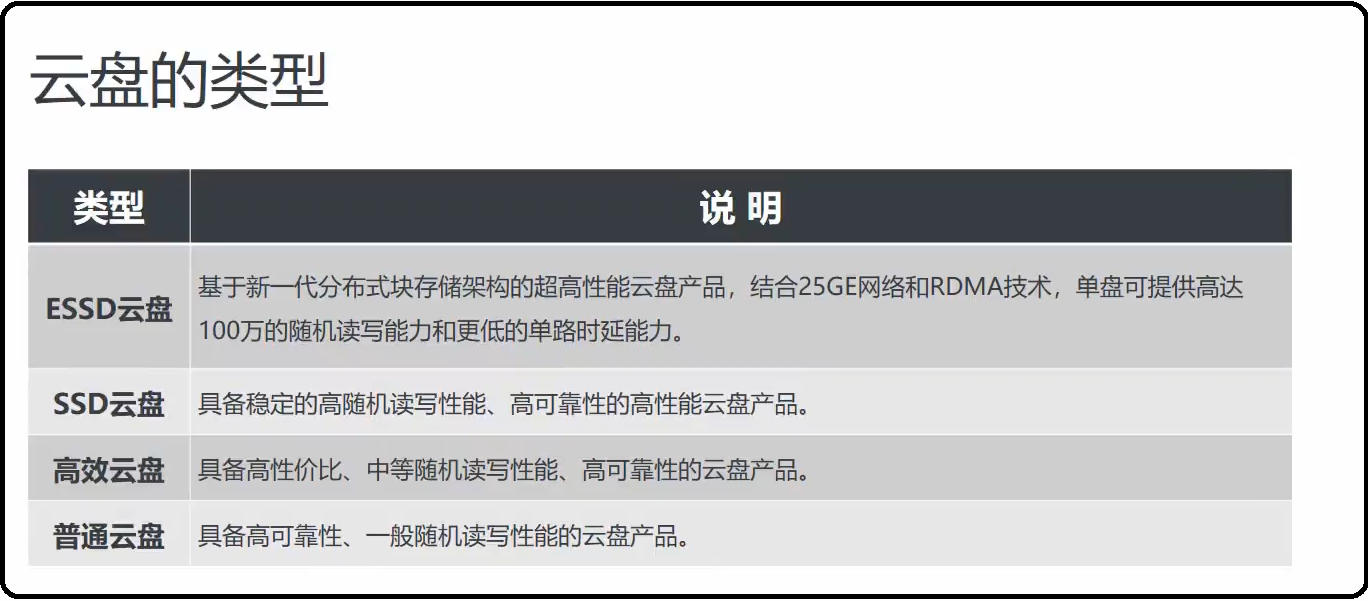 云盘的类型
类型
说 明
ESSD云盘
基于新一代分布式块存储架构的超高性能云盘产品，结合25GE网络和RDMA技术，单盘可提供高达
100万的随机读写能力和更低的单路时延能力。
SSD云盘
具备稳定的高随机读写性能、高可靠性的高性能云盘产品。
高效云盘
具备高性价比、中等随机读写性能、高可靠性的云盘产品。
普通云盘
具备高可靠性、一般随机读写性能的云盘产品。